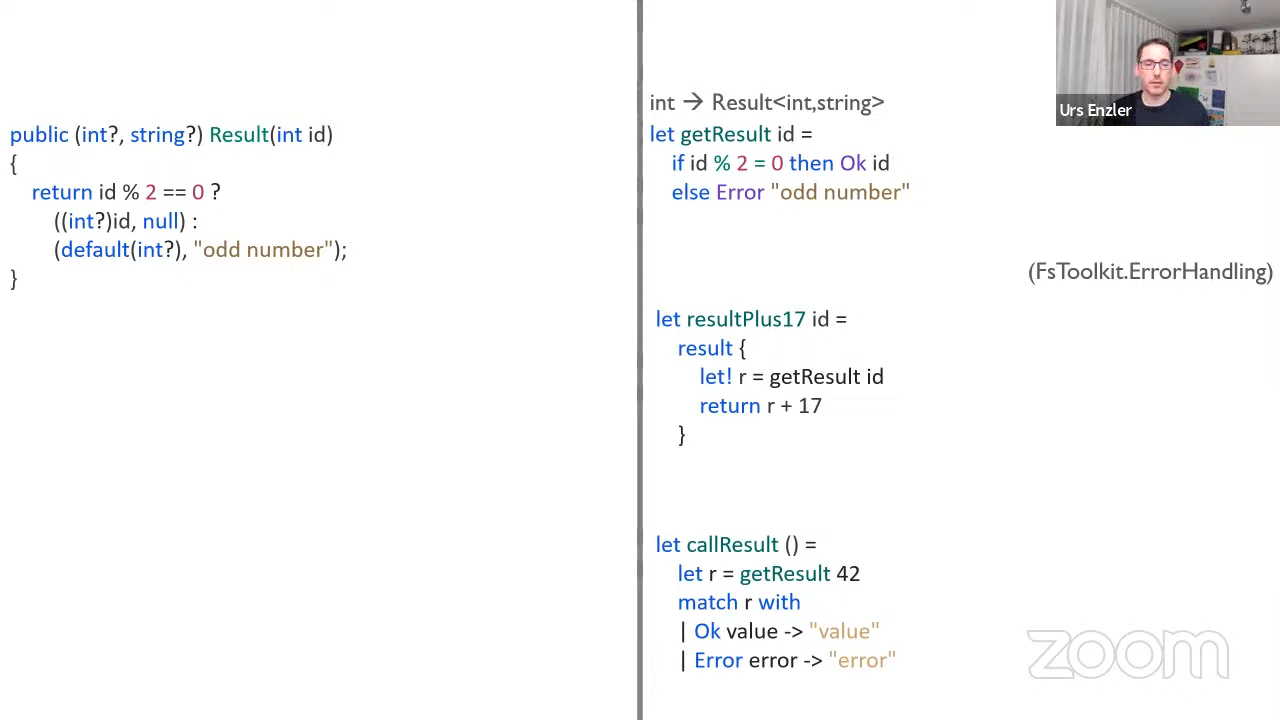 public (int?, string?) Result(int id)
{
return id % 2 == 0 ?
((int?)id, null) :
(default(int?), "odd number");
}
int → Result<int,string>
let getResult id =
if id % 2 = 0 then Ok id
else Error "odd number"
(FsToolkit.ErrorHandling)
let resultPlus17 id =
result {
let! r = getResult id
return r + 17
}
let callResult () =
let r = getResult 42
match r with
| Ok value -> "value"
| Error error -> "error"
Urs Enzler
zoom